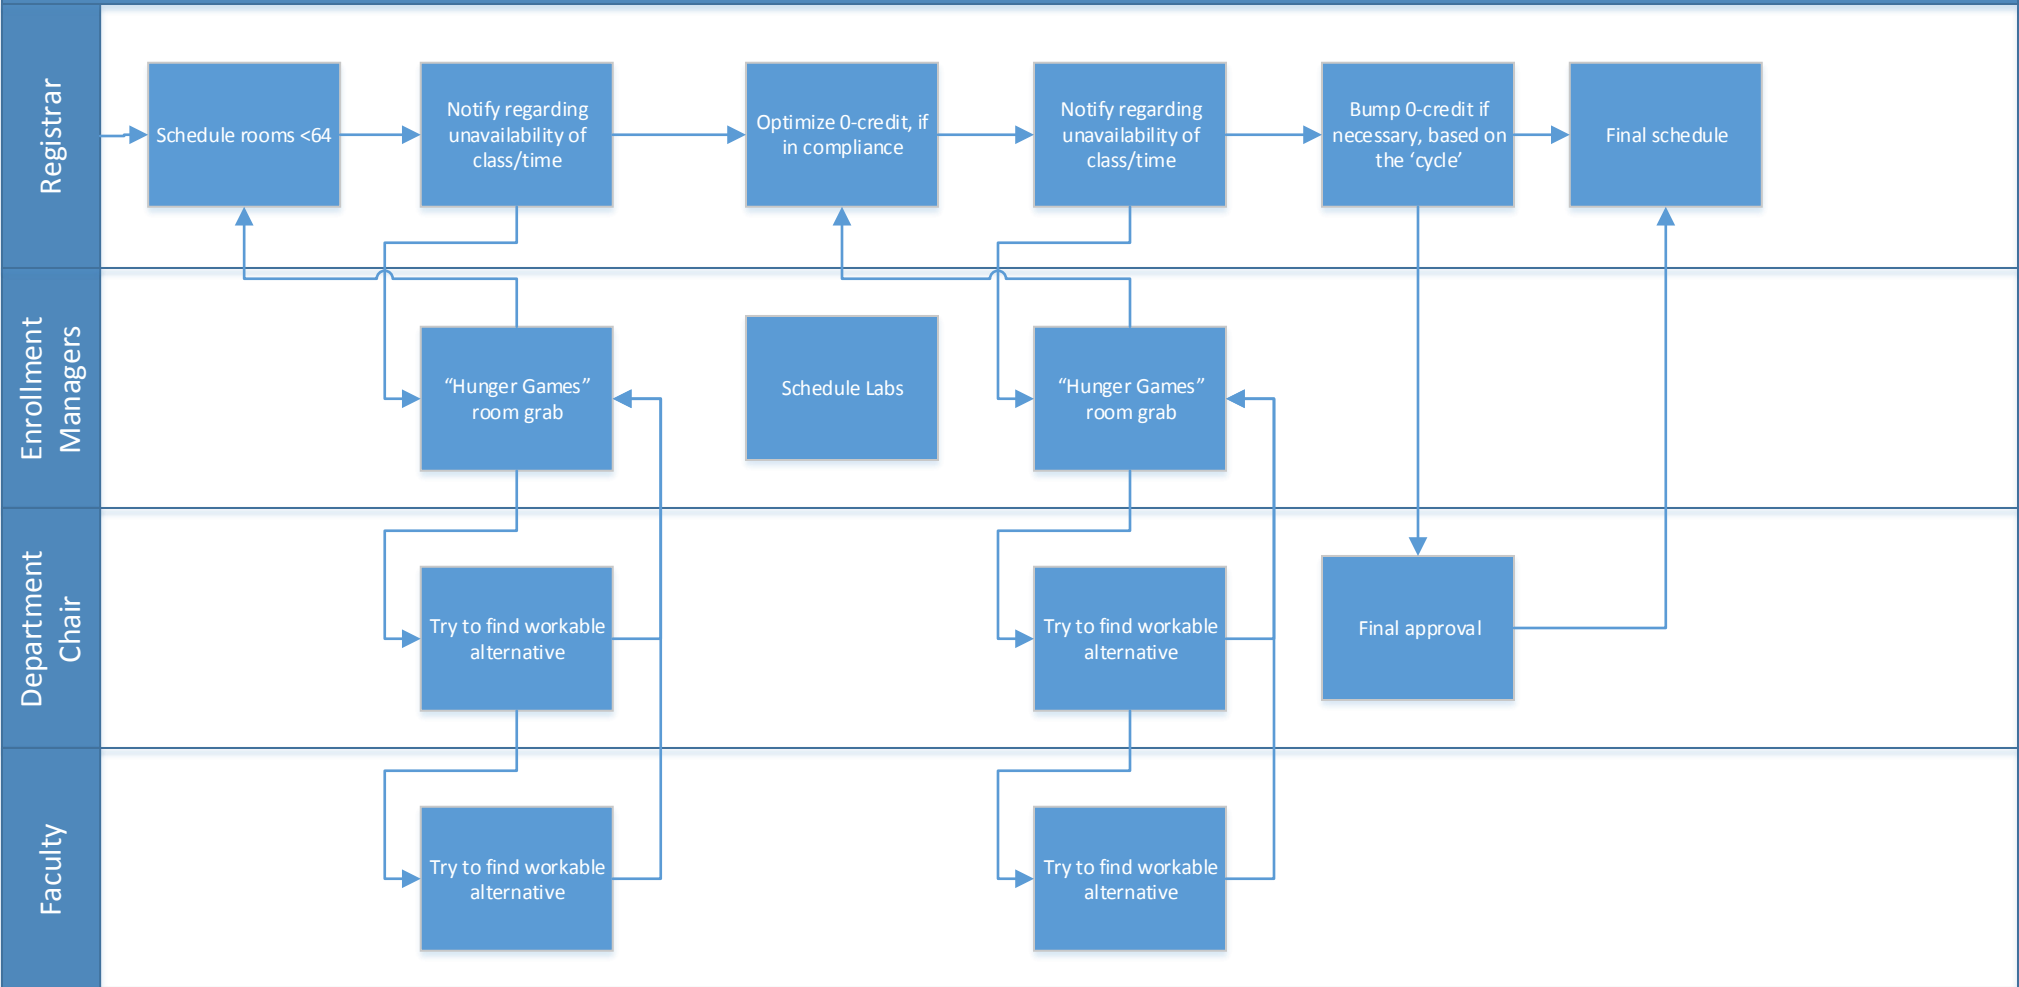 Registrar
Schedule rooms <64
Notify regarding
unavailability of
class/time
Optimize 0-credit, if
in compliance
Notify regarding
unavailability of
class/time
Bump 0-credit if
necessary, based on
the ‘cycle’
Final schedule
Enrollment
Managers
“Hunger Games”
room grab
Schedule Labs
“Hunger Games”
room grab
Department
Chair
Try to find workable
alternative
Try to find workable
alternative
Final approval
Faculty
Try to find workable
alternative
Try to find workable
alternative